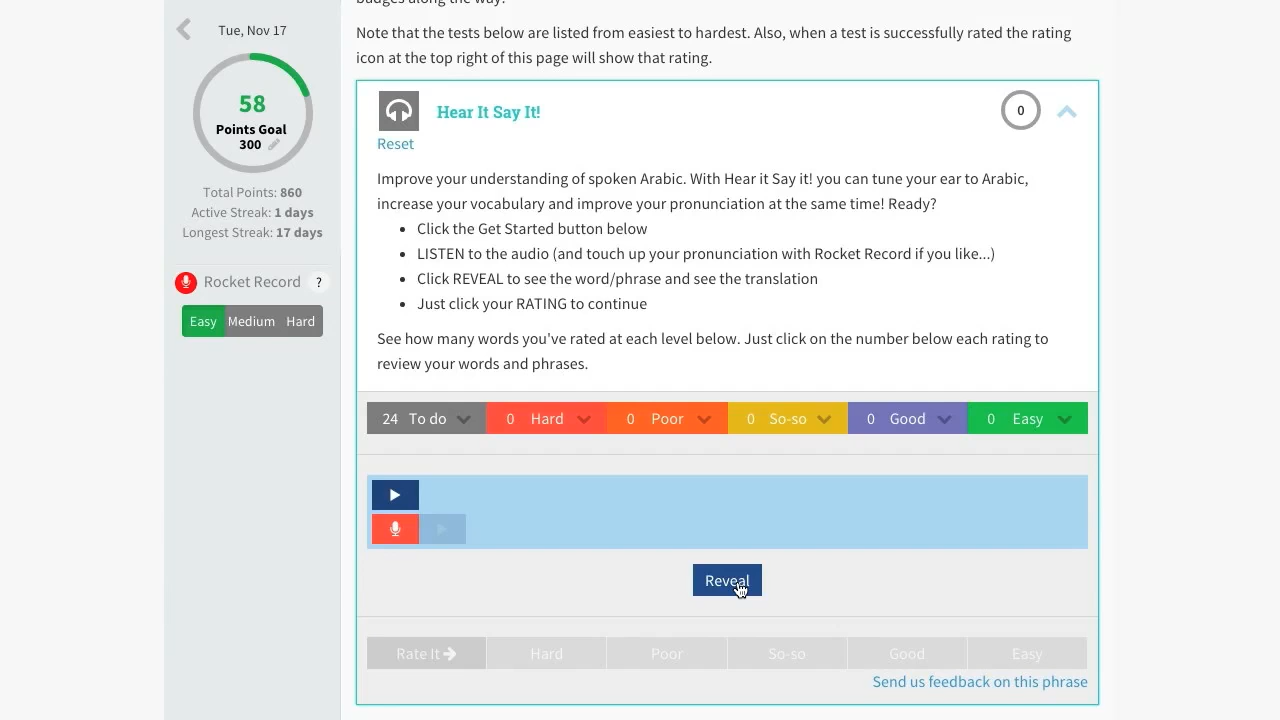 badges along the way.
Note that the tests below are listed from easiest to hardest. Also, when a test is successfully rated the rating
icon at the top right of this page will show that rating.
Tue, Nov 17
58
Points Goal
300
Total Points: 860
Active Streak: 1 days
Longest Streak: 17 days
Rocket Record ?
Easy Medium Hard
Hear It Say It!
0
Reset
Improve your understanding of spoken Arabic. With Hear it Say it! you can tune your ear to Arabic,
increase your vocabulary and improve your pronunciation at the same time! Ready?
• Click the Get Started button below
• LISTEN to the audio (and touch up your pronunciation with Rocket Record if you like...)
• Click REVEAL to see the word/phrase and see the translation
• Just click your RATING to continue
See how many words you've rated at each level below. Just click on the number below each rating to
review your words and phrases.
24 To do 0 Hard 0 Poor 0 So-so 0 Good 0 Easy
Reveal
Rate It Hard Poor So-so Good Easy
Send us feedback on this phrase